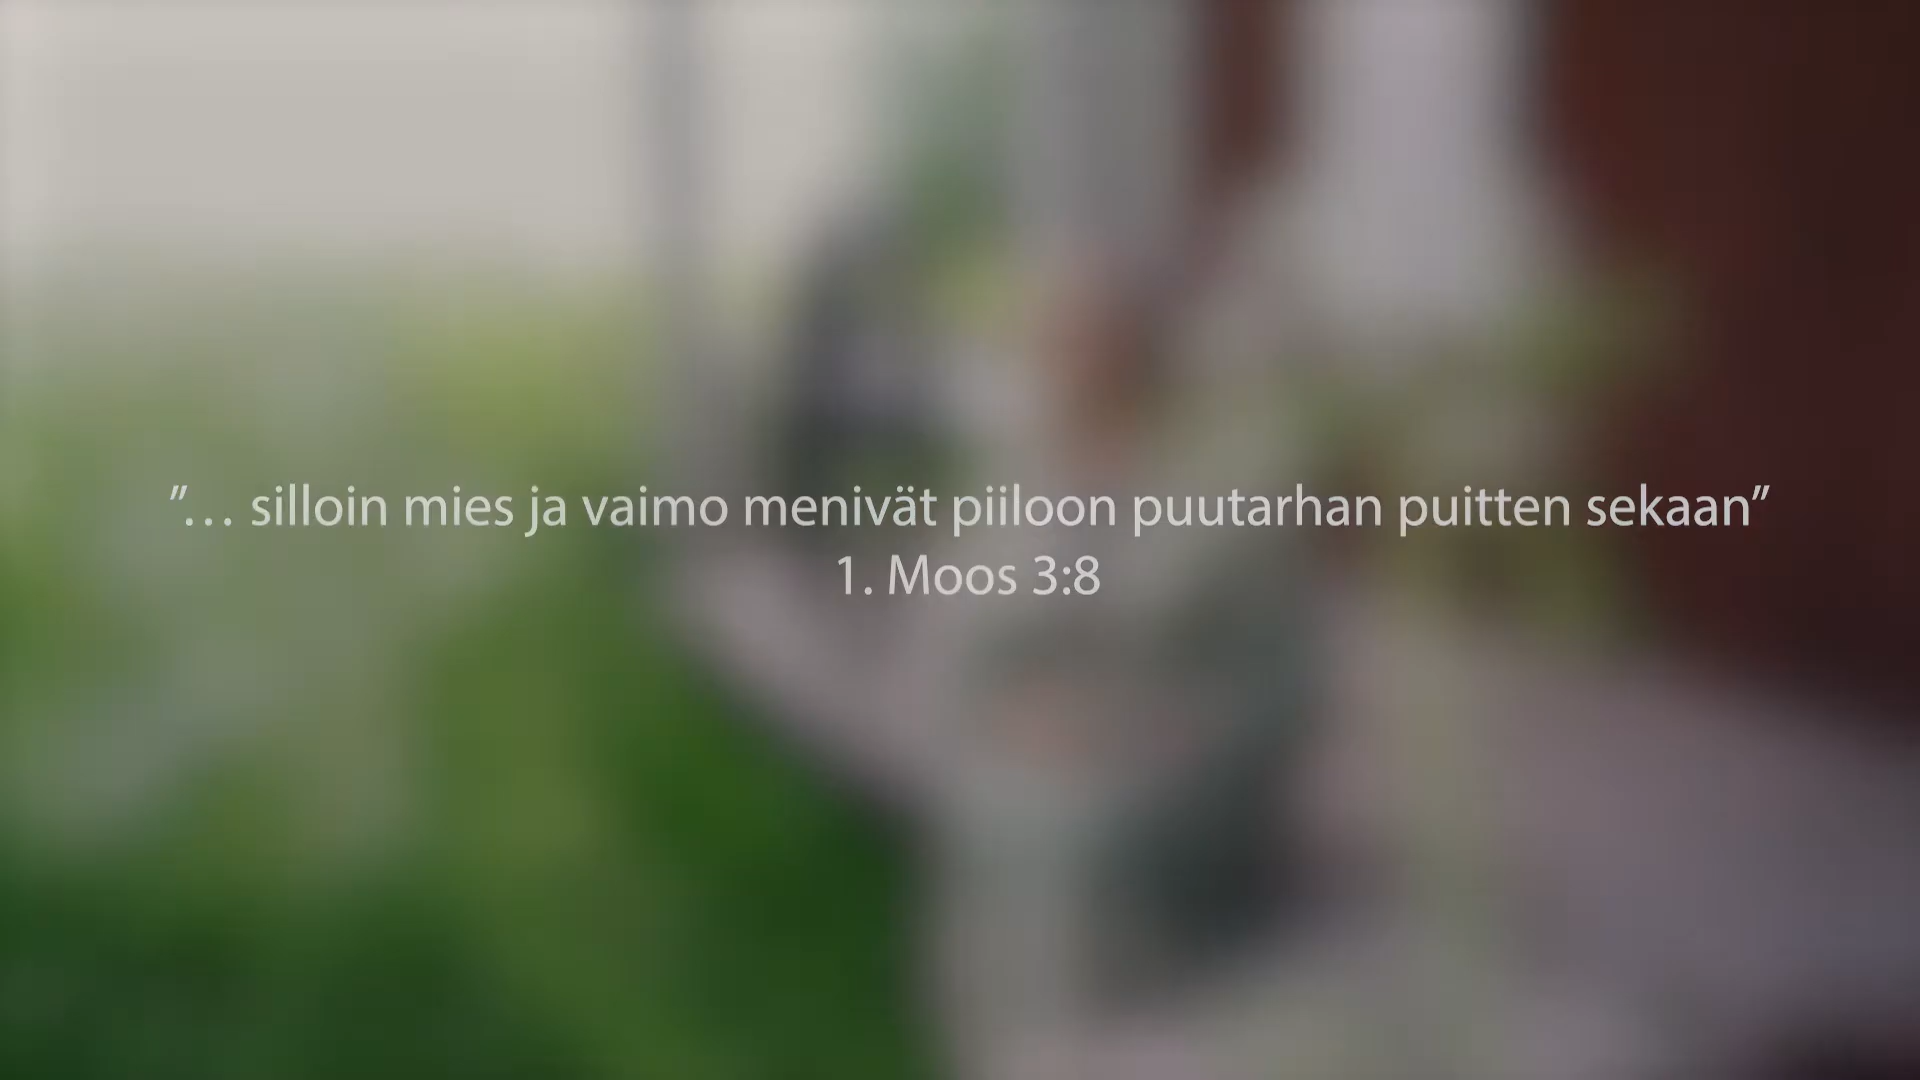 ”… silloin mies ja vaimo menivät piiloon puutarhan puitten sekaan”
1. Moos 3:8